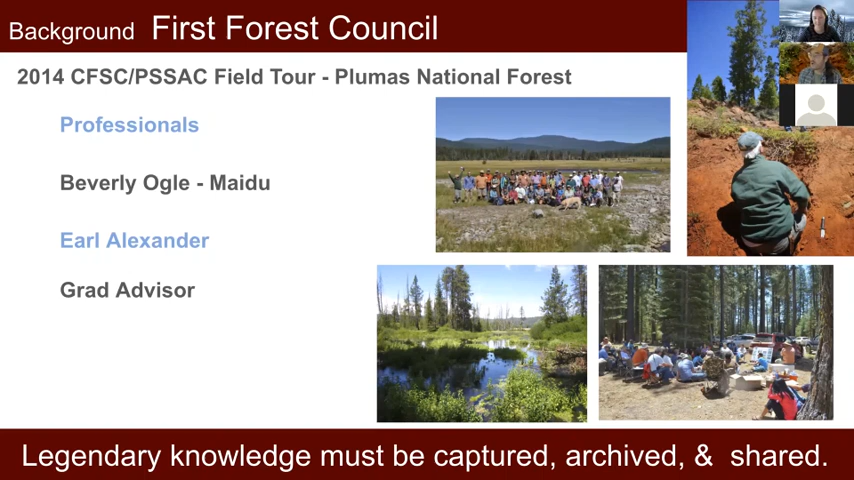 Background First Forest Council
2014 CFSC/PSSAC Field Tour - Plumas National Forest
Professionals
Beverly Ogle - Maidu
Earl Alexander
Grad Advisor
Legendary knowledge must be captured, archived, & shared.